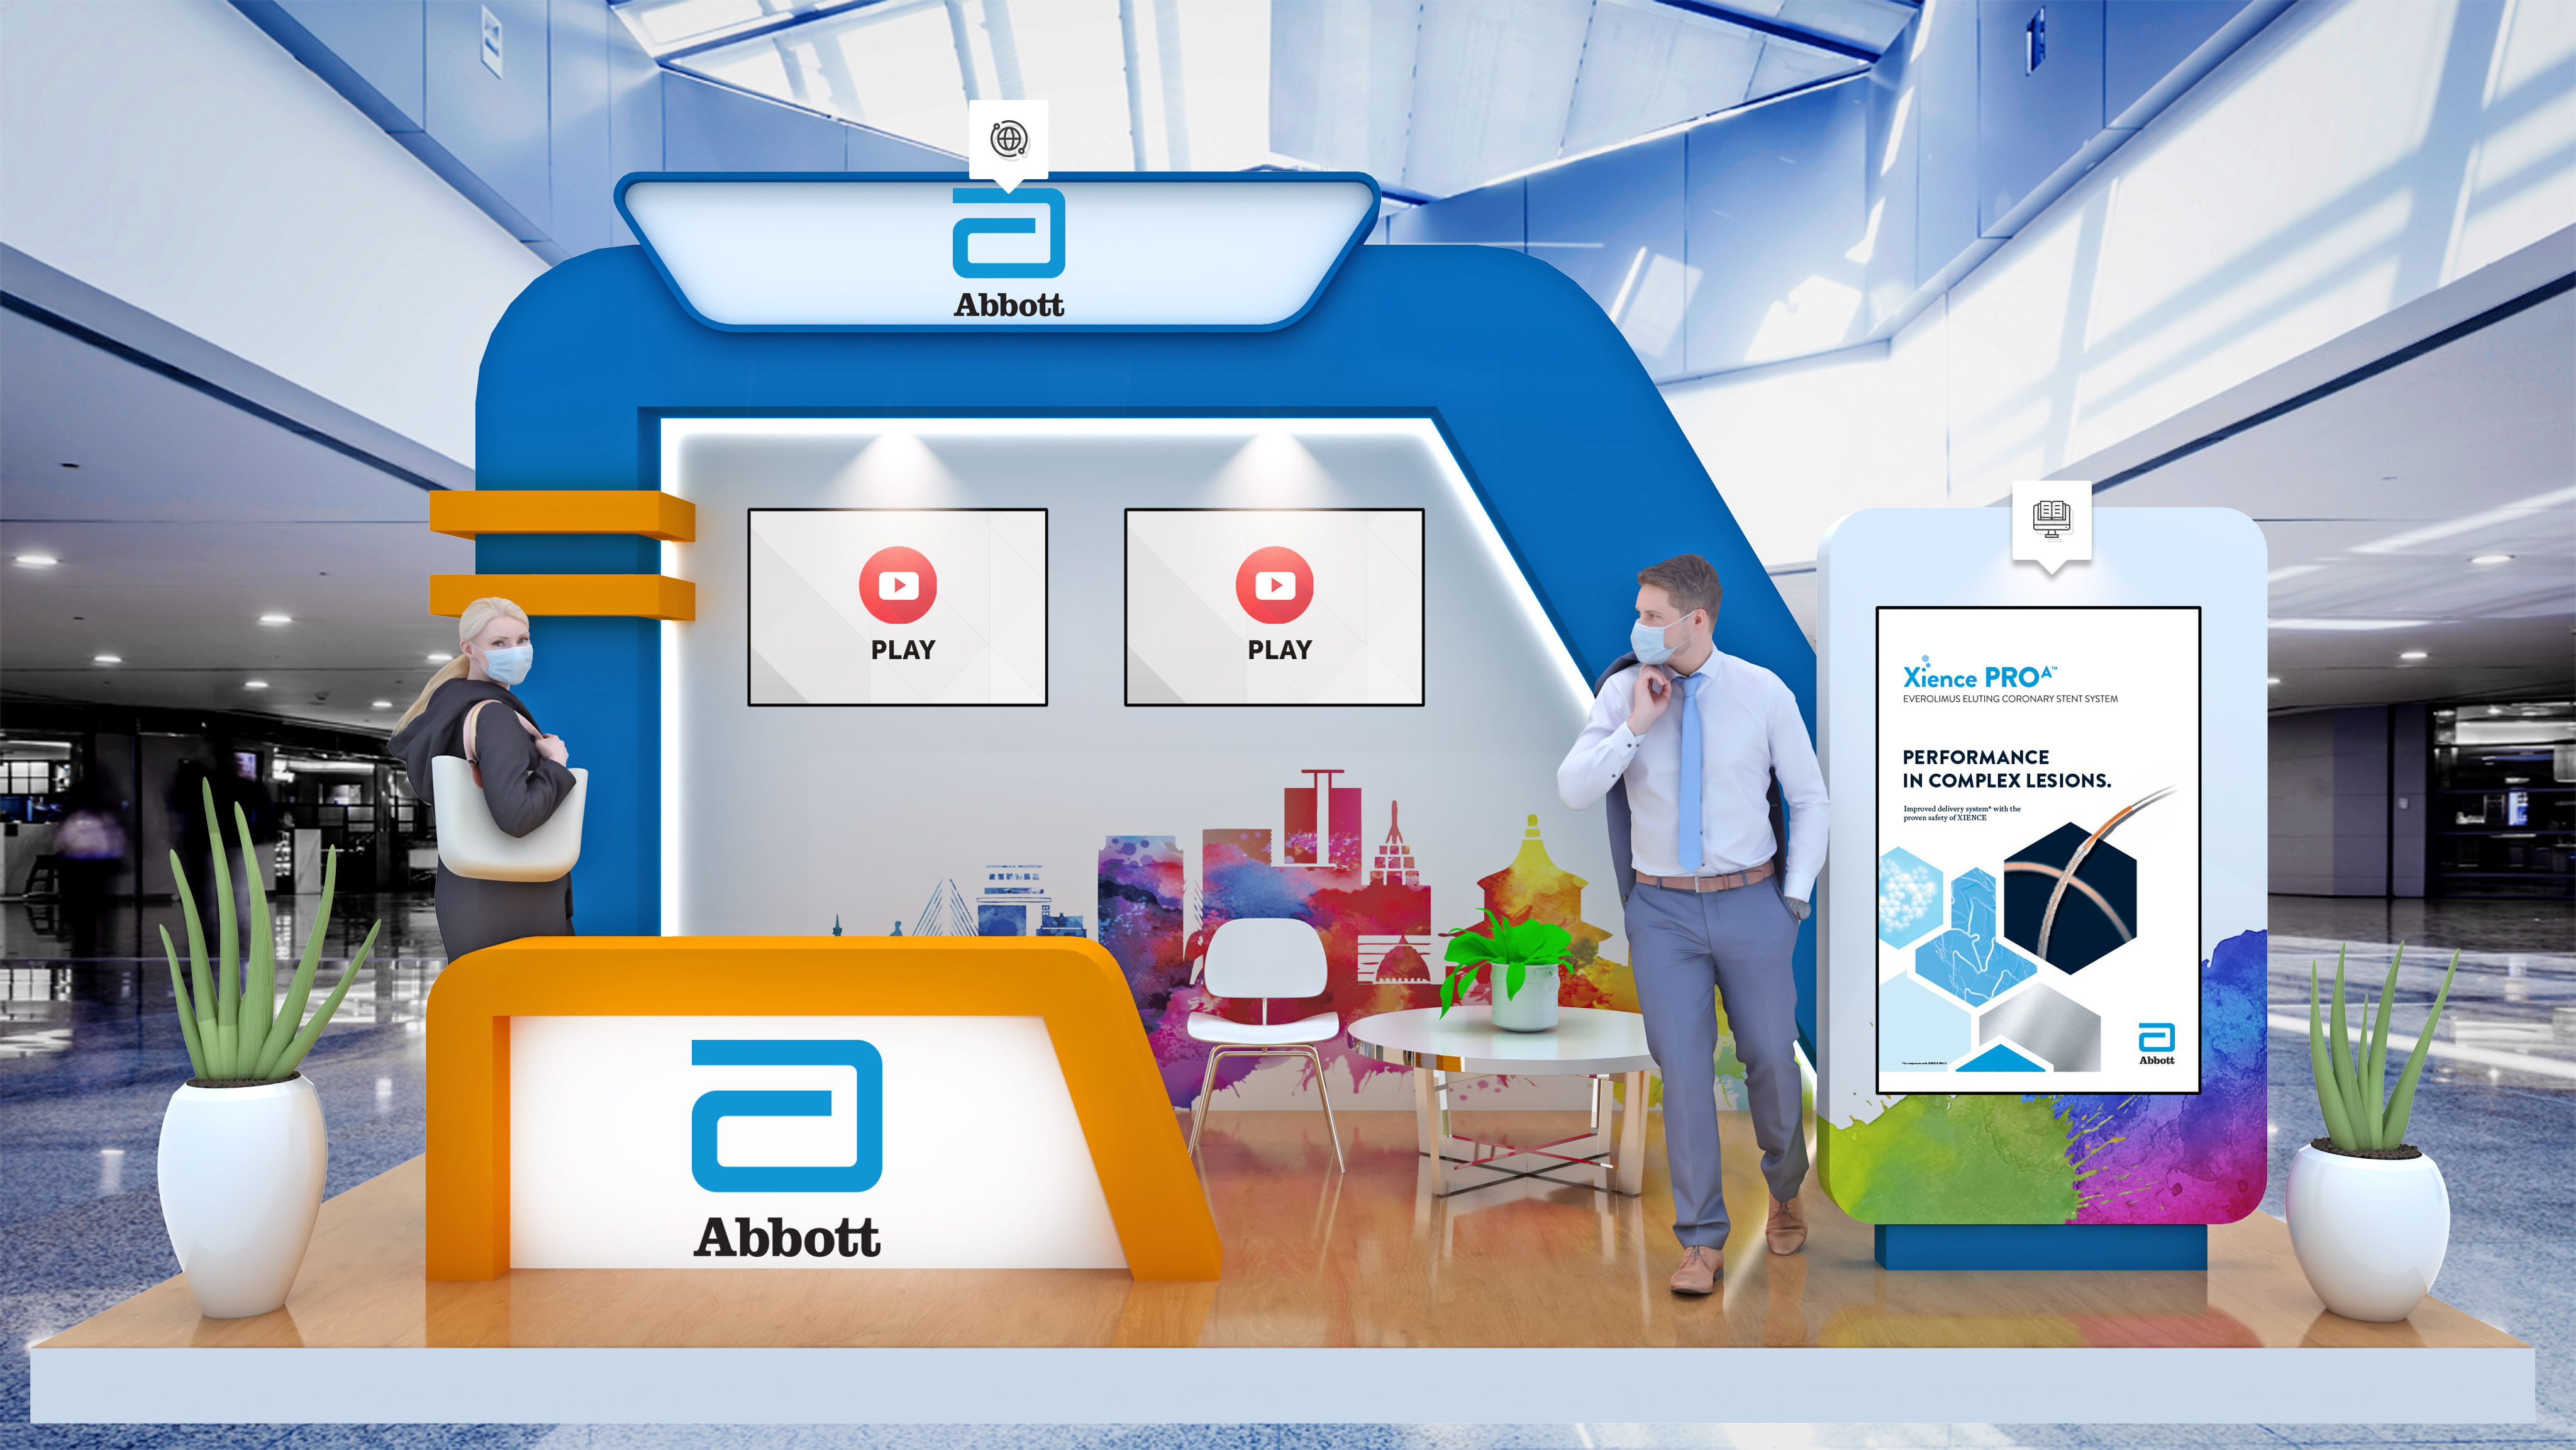 Abbott
PLAY
PLAY
Xience PROᴬ™
EVEROLIMUS ELUTING CORONARY STENT SYSTEM
PERFORMANCE
IN COMPLEX LESIONS.
Improved delivery system* with the
proven safety of XIENCE
Abbott
Abbott